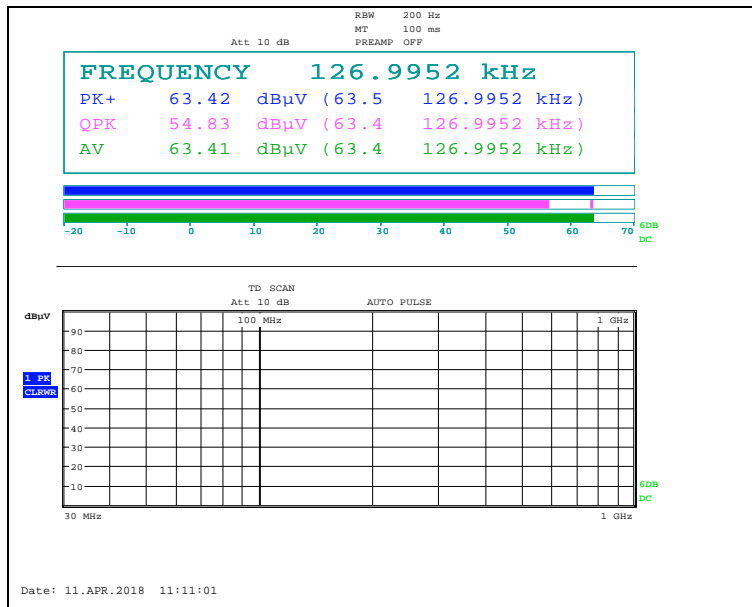 RBW 200 Hz
MT 100 ms
Att 10 dB PREAMP OFF
FREQUENCY 126.9952 kHz
PK+ 63.42 dBµV (63.5 126.9952 kHz)
QPK 54.83 dBµV (63.4 126.9952 kHz)
AV 63.41 dBµV (63.4 126.9952 kHz)
-20 -10 0 10 20 30 40 50 60 70
6DB
DC
TD SCAN
Att 10 dB AUTO PULSE
dBµV
100 MHz 1 GHz
90
80
70
1 PK
60
CLRWR
50
40
30
20
10
6DB
DC
30 MHz 1 GHz
Date: 11.APR.2018 11:11:01